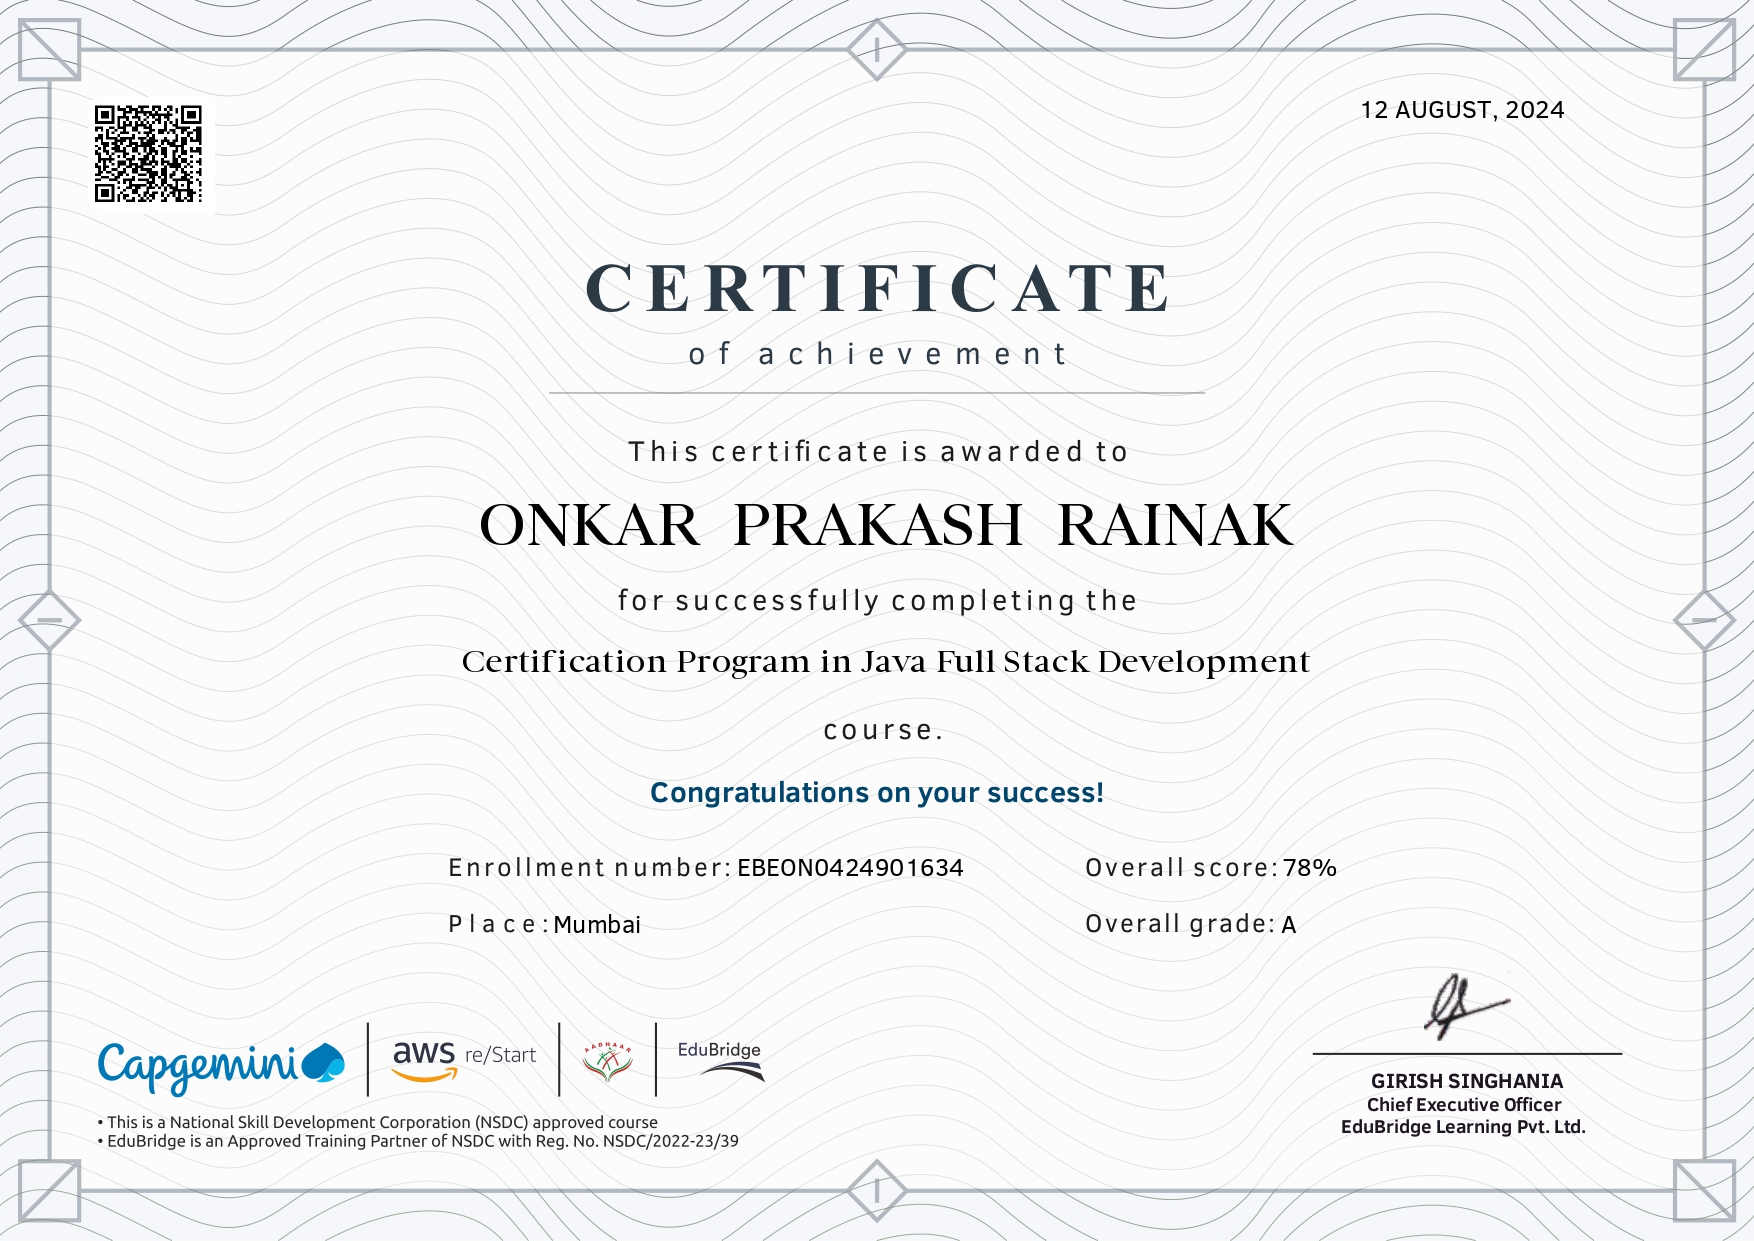 12 AUGUST, 2024
CERTIFICATE
of achievement
This certificate is awarded to
ONKAR PRAKASH RAINAK
for successfully completing the
Certification Program in Java Full Stack Development
course.
Congratulations on your success!
Enrollment number: EBEON0424901634
Overall score: 78%
Place: Mumbai
Overall grade: A
Capgemini
aws re/Start
AADHAAR
EduBridge
• This is a National Skill Development Corporation (NSDC) approved course
• EduBridge is an Approved Training Partner of NSDC with Reg. No. NSDC/2022-23/39
GIRISH SINGHANIA
Chief Executive Officer
EduBridge Learning Pvt. Ltd.